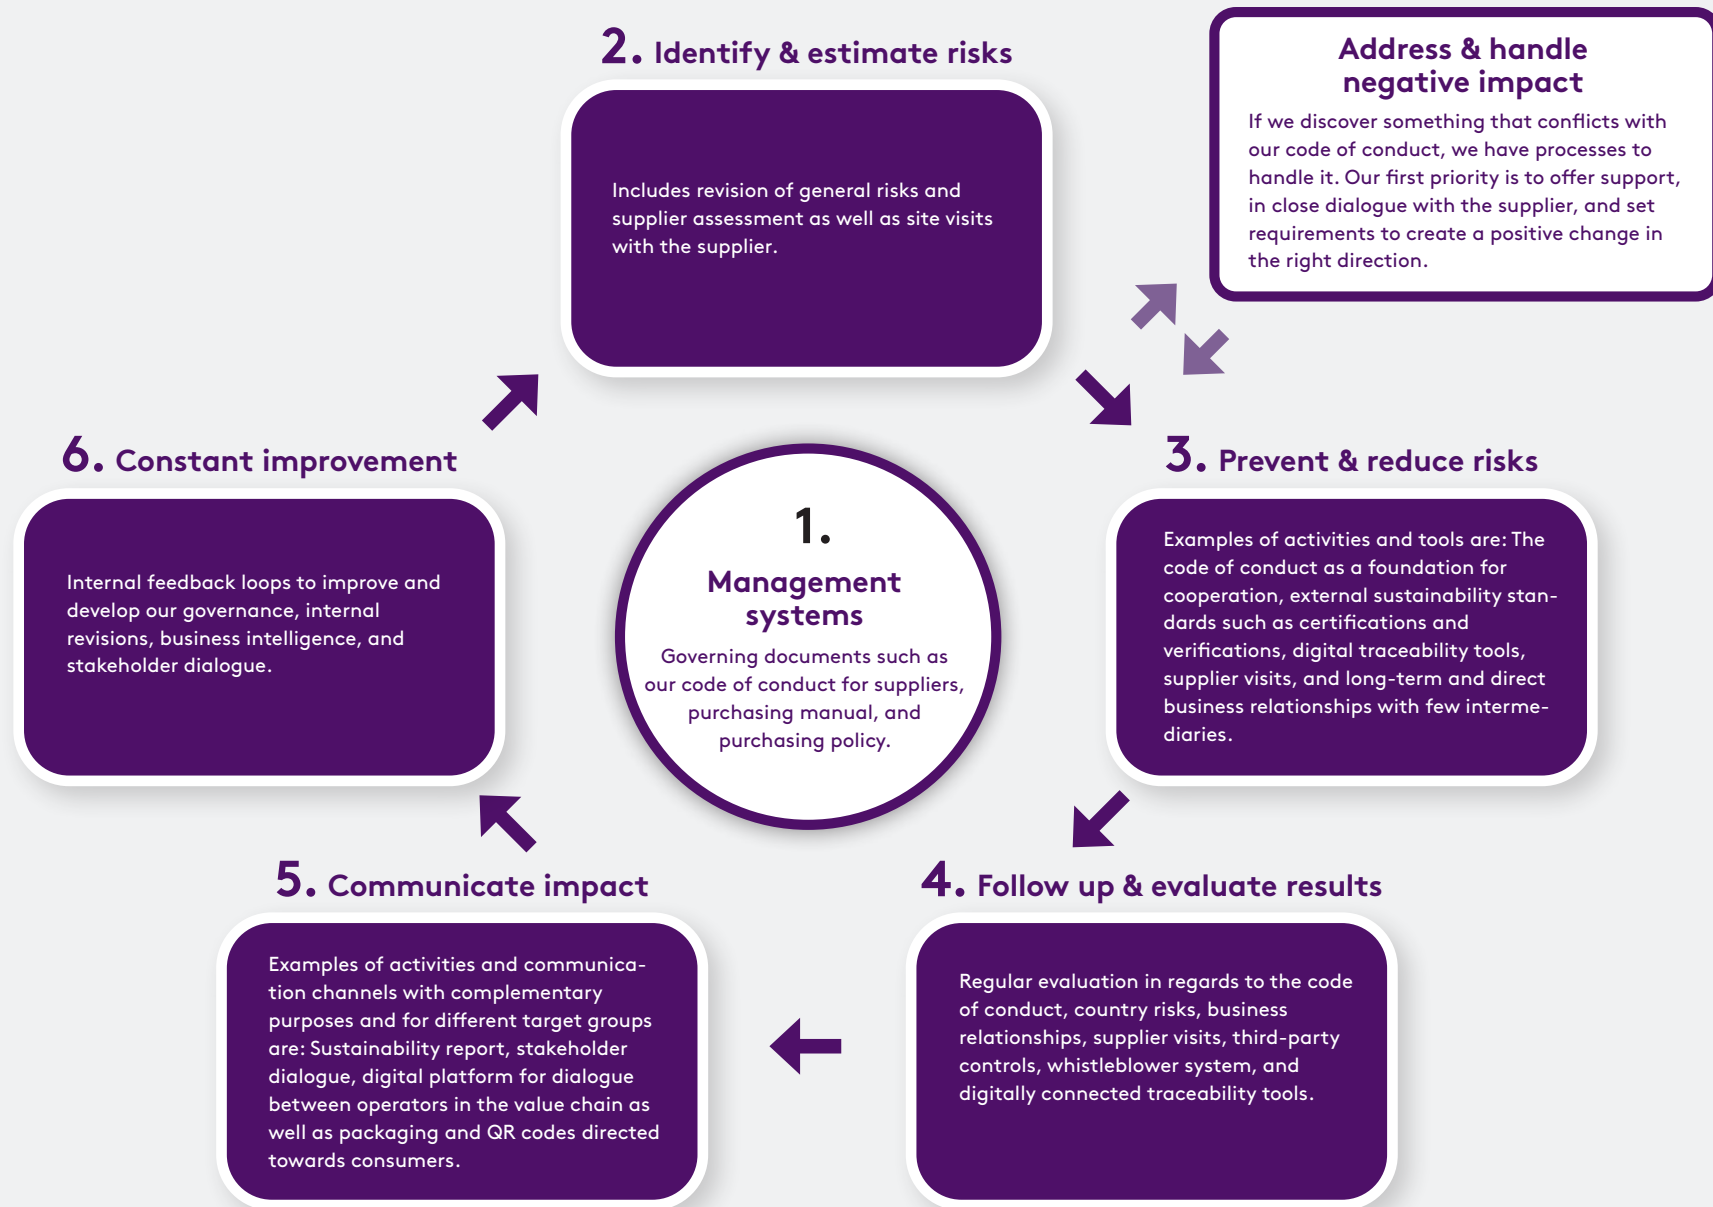 2. Identify & estimate risks
Includes revision of general risks and
supplier assessment as well as site visits
with the supplier.
Address & handle
negative impact
If we discover something that conflicts with
our code of conduct, we have processes to
handle it. Our first priority is to offer support,
in close dialogue with the supplier, and set
requirements to create a positive change in
the right direction.
6. Constant improvement
Internal feedback loops to improve and
develop our governance, internal
revisions, business intelligence, and
stakeholder dialogue.
1.
Management
systems
Governing documents such as
our code of conduct for suppliers,
purchasing manual, and
purchasing policy.
3. Prevent & reduce risks
Examples of activities and tools are: The
code of conduct as a foundation for
cooperation, external sustainability stan-
dards such as certifications and
verifications, digital traceability tools,
supplier visits, and long-term and direct
business relationships with few interme-
diaries.
5. Communicate impact
Examples of activities and communica-
tion channels with complementary
purposes and for different target groups
are: Sustainability report, stakeholder
dialogue, digital platform for dialogue
between operators in the value chain as
well as packaging and QR codes directed
towards consumers.
4. Follow up & evaluate results
Regular evaluation in regards to the code
of conduct, country risks, business
relationships, supplier visits, third-party
controls, whistleblower system, and
digitally connected traceability tools.